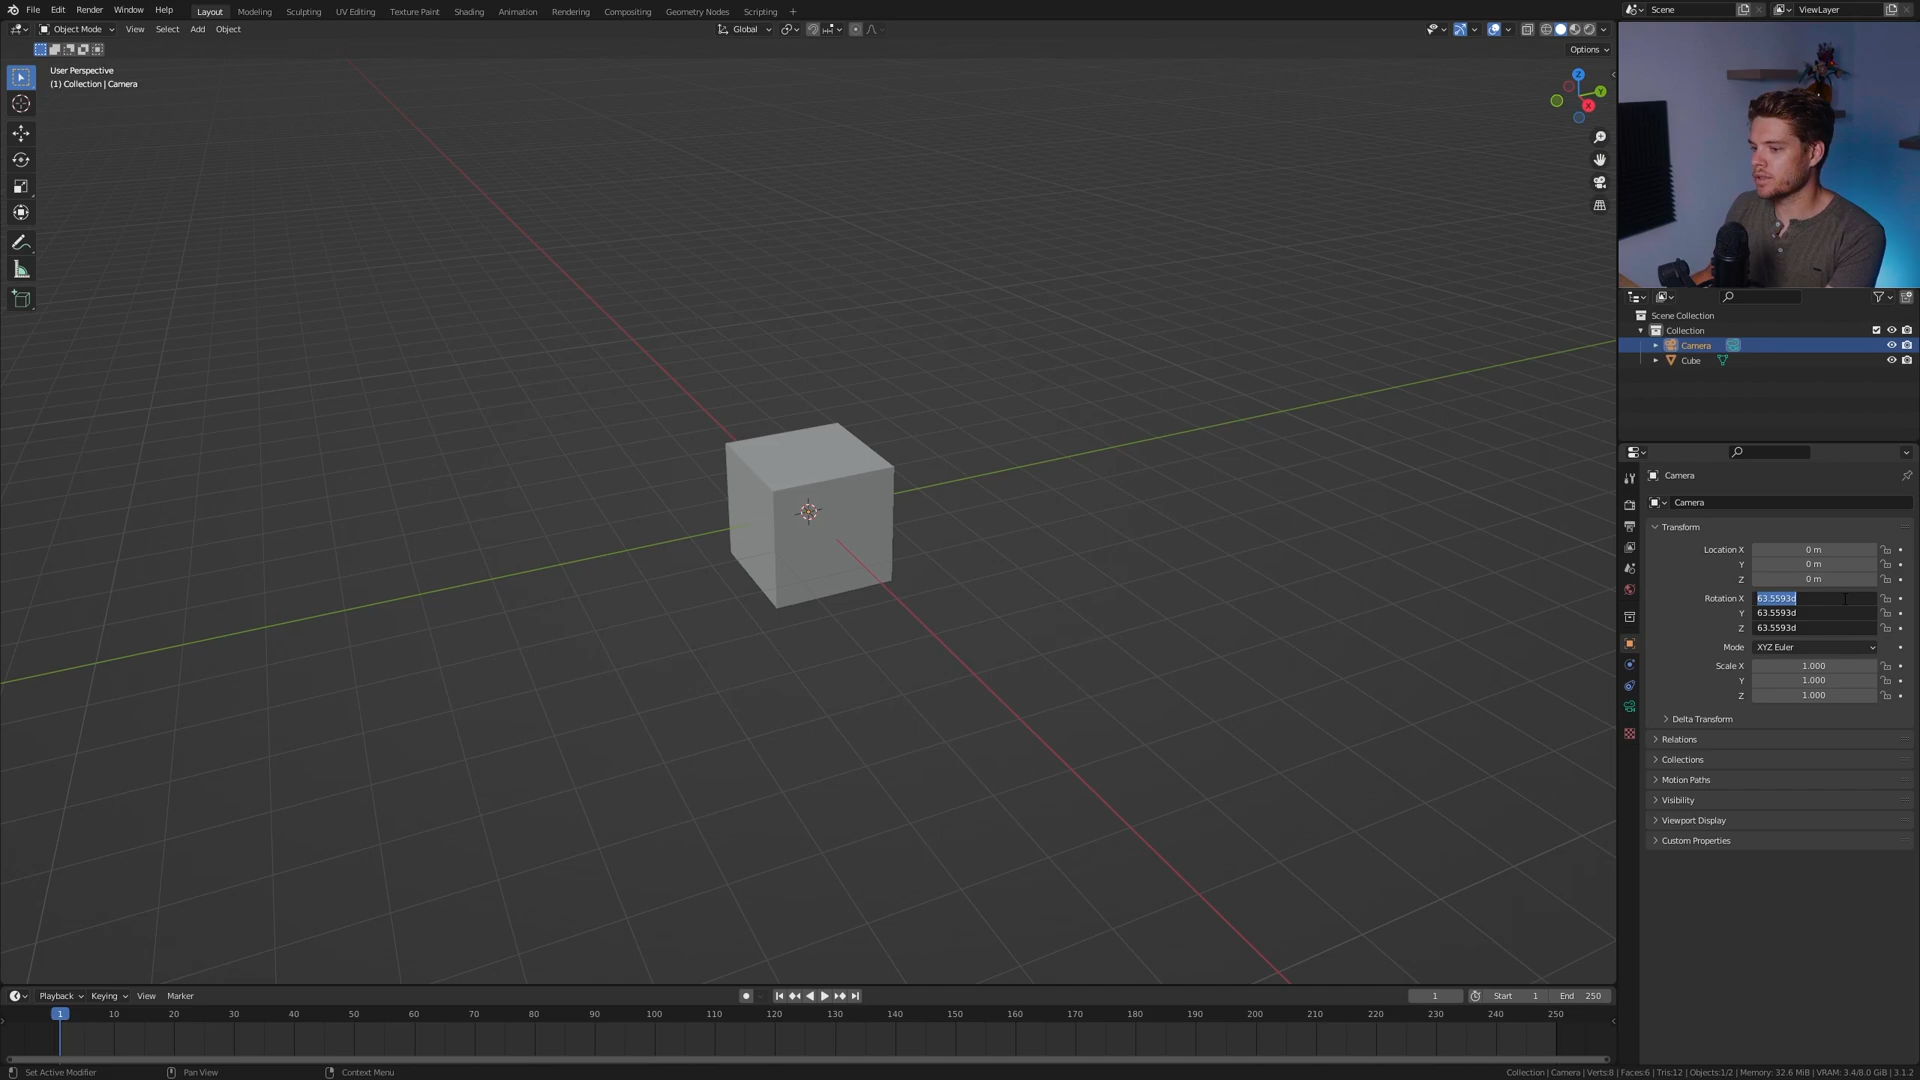 File Edit Render Window Help Layout Modeling Sculpting UV Editing Texture Paint Shading Animation Rendering Compositing Geometry Nodes Scripting + Scene ViewLayer
Object Mode View Select Add Object Global
Options
User Perspective
(1) Collection | Camera
Z
Y
X
Scene Collection
Collection
Camera
Cube
Camera
Camera
Transform
Location X 0 m
Y 0 m
Z 0 m
Rotation X 63.5593d
Y 63.5593d
Z 63.5593d
Mode XYZ Euler
Scale X 1.000
Y 1.000
Z 1.000
Delta Transform
Relations
Collections
Motion Paths
Visibility
Viewport Display
Custom Properties
Playback Keying View Marker 1 Start 1 End 250
1 10 20 30 40 50 60 70 80 90 100 110 120 130 140 150 160 170 180 190 200 210 220 230 240 250
Set Active Modifier Pan View Context Menu Collection | Camera | Verts:8 | Faces:6 | Tris:12 | Objects:1/2 | Memory: 32.6 MiB | VRAM: 3.4/8.0 GiB | 3.1.2